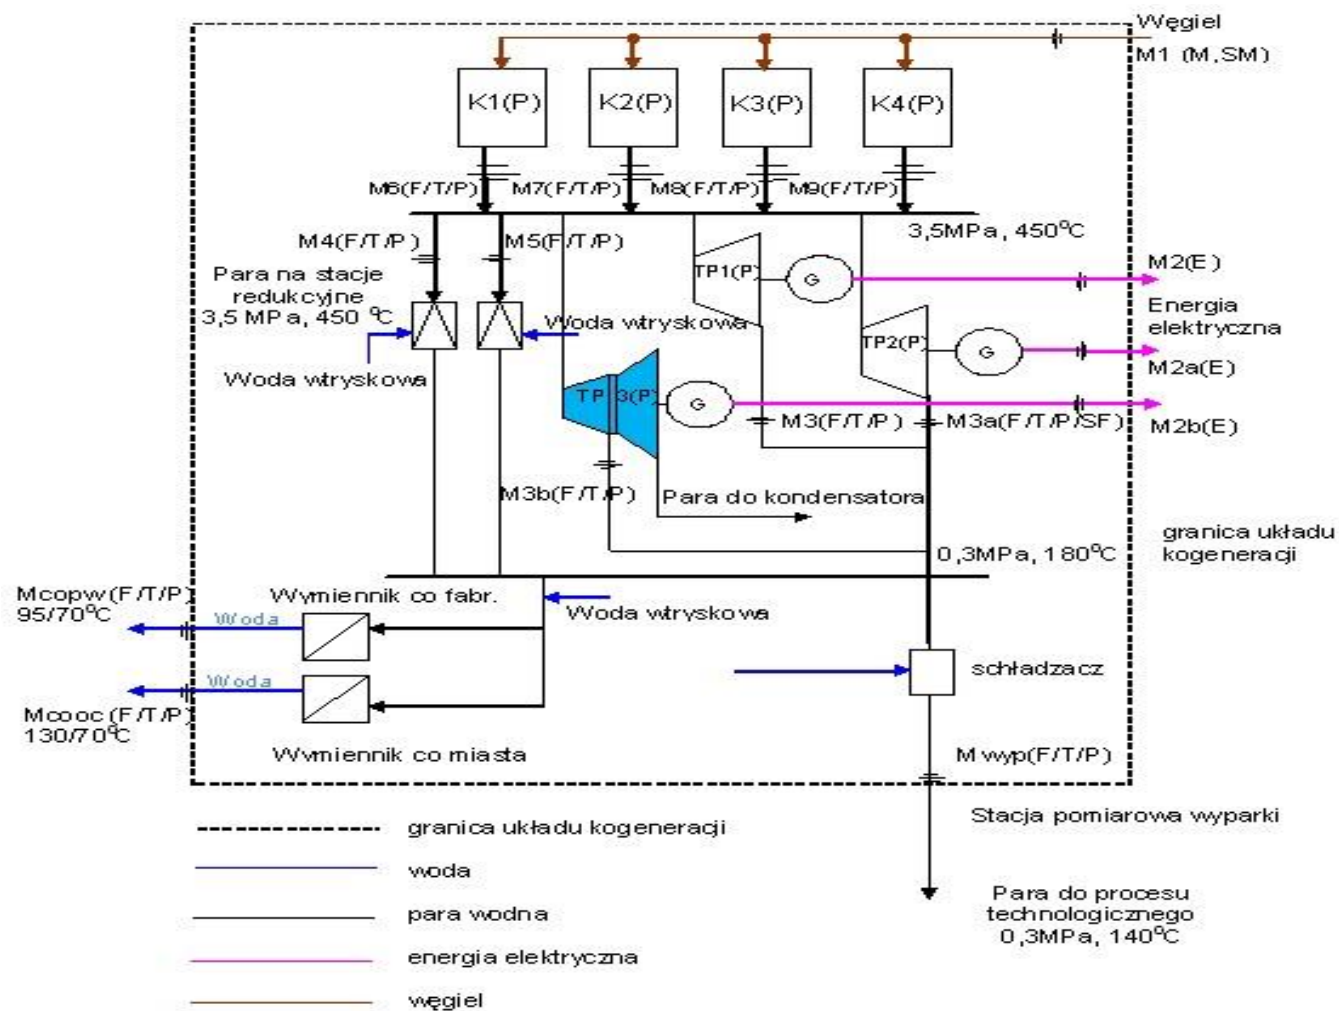 Węgiel
M1 (M,SM)
K1(P)
K2(P)
K3(P)
K4(P)
M6(F/T/P)
M7(F/T/P)
M8(F/T/P)
M9(F/T/P)
3,5MPa, 450°C
M4(F/T/P)
M5(F/T/P)
Para na stacje
redukcyjne
3,5 MPa, 450 °C
TP1(P)
G
M2(E)
Energia
elektryczna
Woda wtryskowa
TP2(P)
G
M2a(E)
Woda wtryskowa
TP 3(P)
G
M3(F/T/P)
M3a(F/T/P/SF)
M2b(E)
M3b(F/T/P)
Para do kondensatora
granica układu
kogeneracji
0,3MPa, 180°C
Mcopw(F/T/P)
95/70°C
Woda
Wymiennik co fabr.
Woda wtryskowa
schładzacz
Woda
Mcooc(F/T/P)
130/70°C
Wymiennik co miasta
Mwyp(F/T/P)
Stacja pomiarowa wyparki
granica układu kogeneracji
woda
para wodna
energia elektryczna
węgiel
Para do procesu
technologicznego
0,3MPa, 140°C